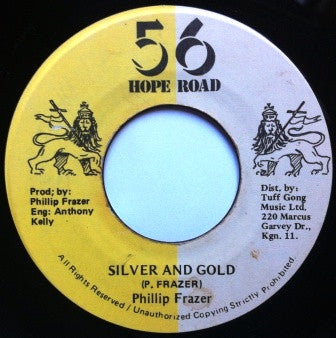 56
HOPE ROAD
Prod; by:
Phillip Frazer
Eng: Anthony
Kelly
Dist, by:
Tuff Gong
Music Ltd.
220 Marcus
Garvey Dr.,
Kgn. 11.
SILVER AND GOLD
(P. FRAZER)
Phillip Frazer
All Rights Reserved / Unauthorized Copying Strictly Prohibited.